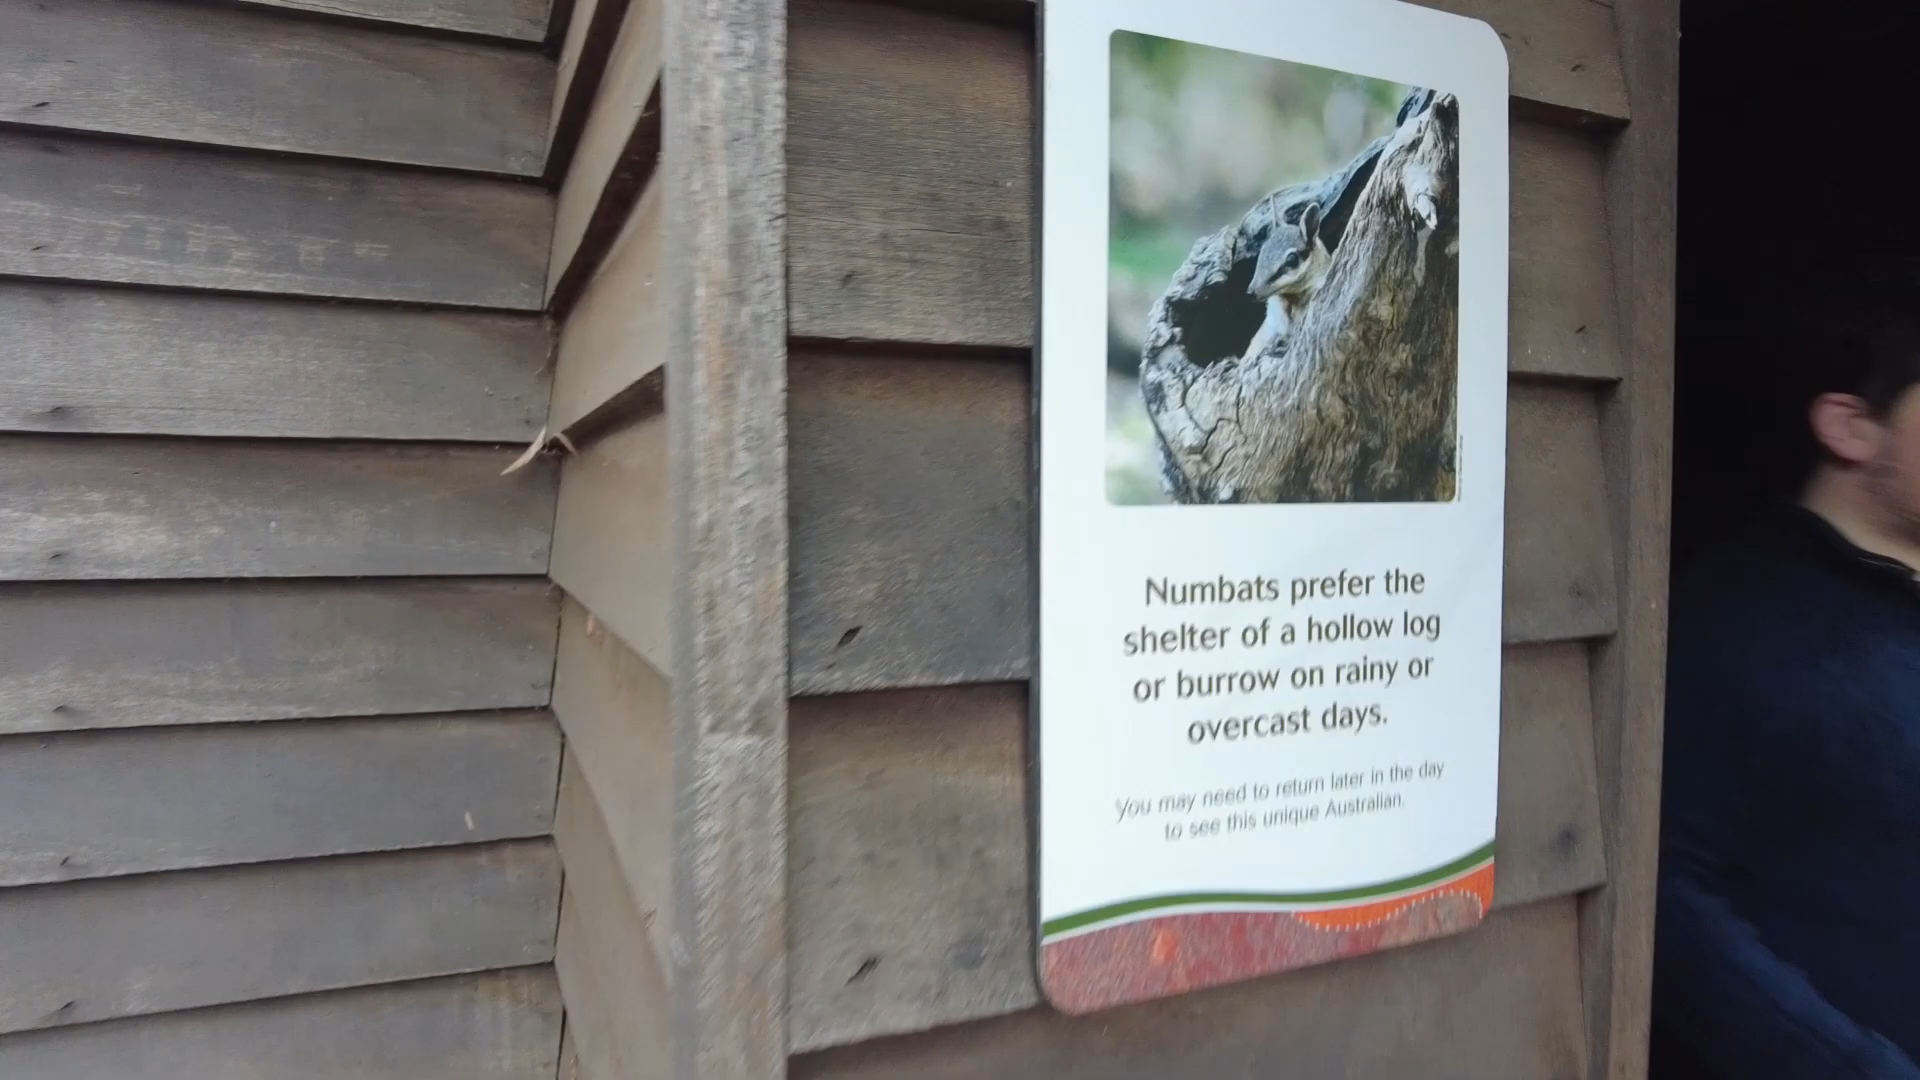 Numbats prefer the
shelter of a hollow log
or burrow on rainy or
overcast days.
You may need to return later in the day
to see this unique Australian.